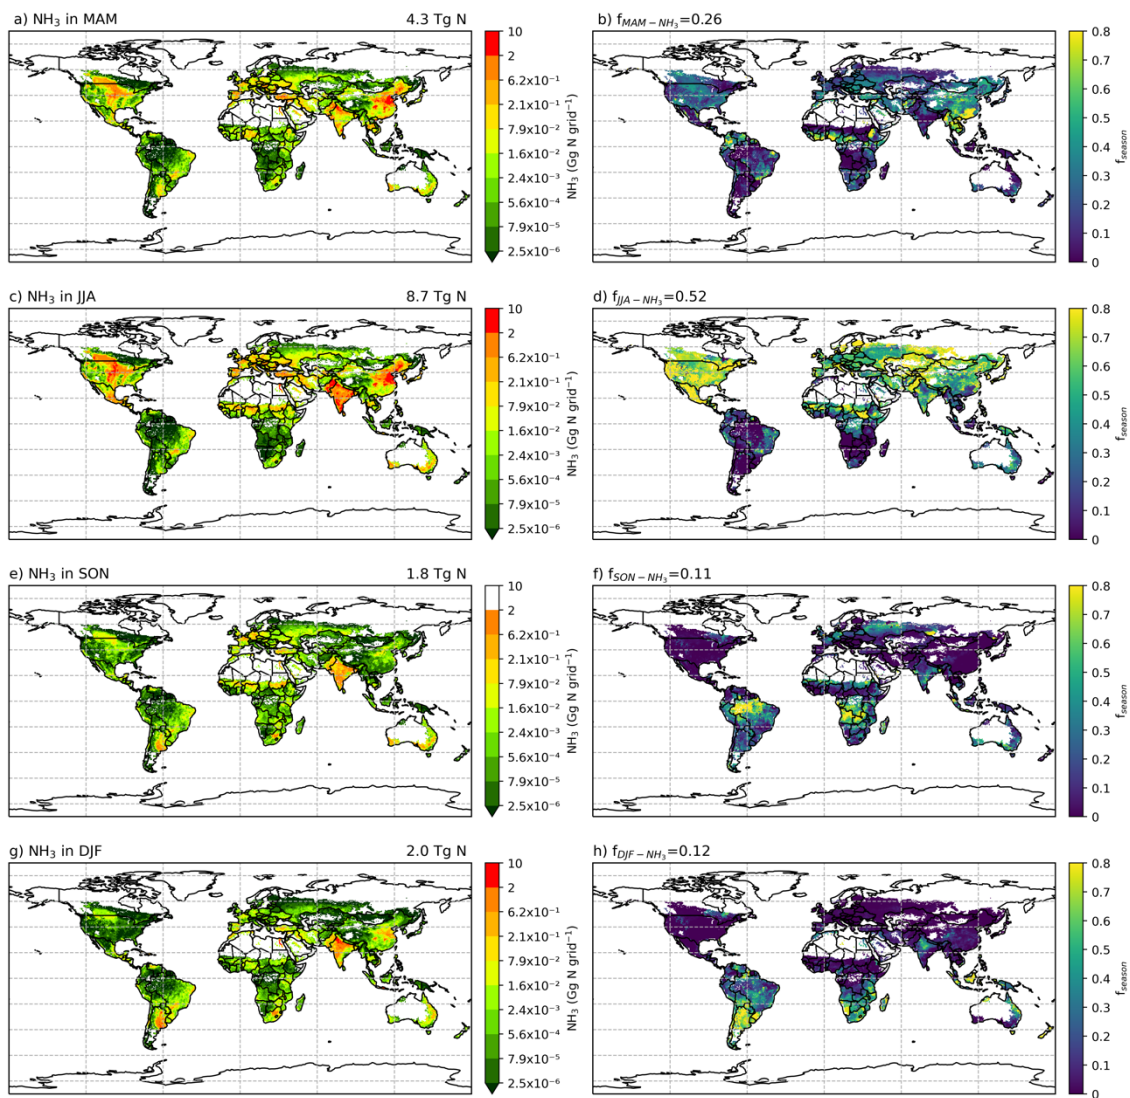 a) NH₃ in MAM 4.3 Tg N
10
2
6.2x10⁻¹
2.1x10⁻¹
7.9x10⁻²
1.6x10⁻²
2.4x10⁻³
5.6x10⁻⁴
7.9x10⁻⁵
2.5x10⁻⁶
NH₃ (Gg N grid⁻¹)
b) f_MAM−NH₃=0.26
0.8
0.7
0.6
0.5
0.4
0.3
0.2
0.1
0
f_season
c) NH₃ in JJA 8.7 Tg N
10
2
6.2x10⁻¹
2.1x10⁻¹
7.9x10⁻²
1.6x10⁻²
2.4x10⁻³
5.6x10⁻⁴
7.9x10⁻⁵
2.5x10⁻⁶
NH₃ (Gg N grid⁻¹)
d) f_JJA−NH₃=0.52
0.8
0.7
0.6
0.5
0.4
0.3
0.2
0.1
0
f_season
e) NH₃ in SON 1.8 Tg N
10
2
6.2x10⁻¹
2.1x10⁻¹
7.9x10⁻²
1.6x10⁻²
2.4x10⁻³
5.6x10⁻⁴
7.9x10⁻⁵
2.5x10⁻⁶
NH₃ (Gg N grid⁻¹)
f) f_SON−NH₃=0.11
0.8
0.7
0.6
0.5
0.4
0.3
0.2
0.1
0
f_season
g) NH₃ in DJF 2.0 Tg N
10
2
6.2x10⁻¹
2.1x10⁻¹
7.9x10⁻²
1.6x10⁻²
2.4x10⁻³
5.6x10⁻⁴
7.9x10⁻⁵
2.5x10⁻⁶
NH₃ (Gg N grid⁻¹)
h) f_DJF−NH₃=0.12
0.8
0.7
0.6
0.5
0.4
0.3
0.2
0.1
0
f_season